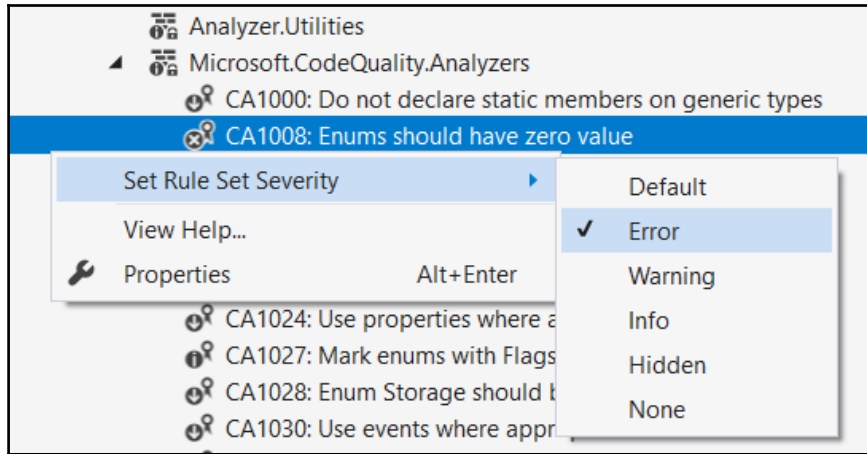 Analyzer.Utilities
Microsoft.CodeQuality.Analyzers
CA1000: Do not declare static members on generic types
CA1008: Enums should have zero value
Set Rule Set Severity
Default
View Help...
Error
Properties Alt+Enter
Warning
CA1024: Use properties where
Info
CA1027: Mark enums with Flags
Hidden
CA1028: Enum Storage should
None
CA1030: Use events where